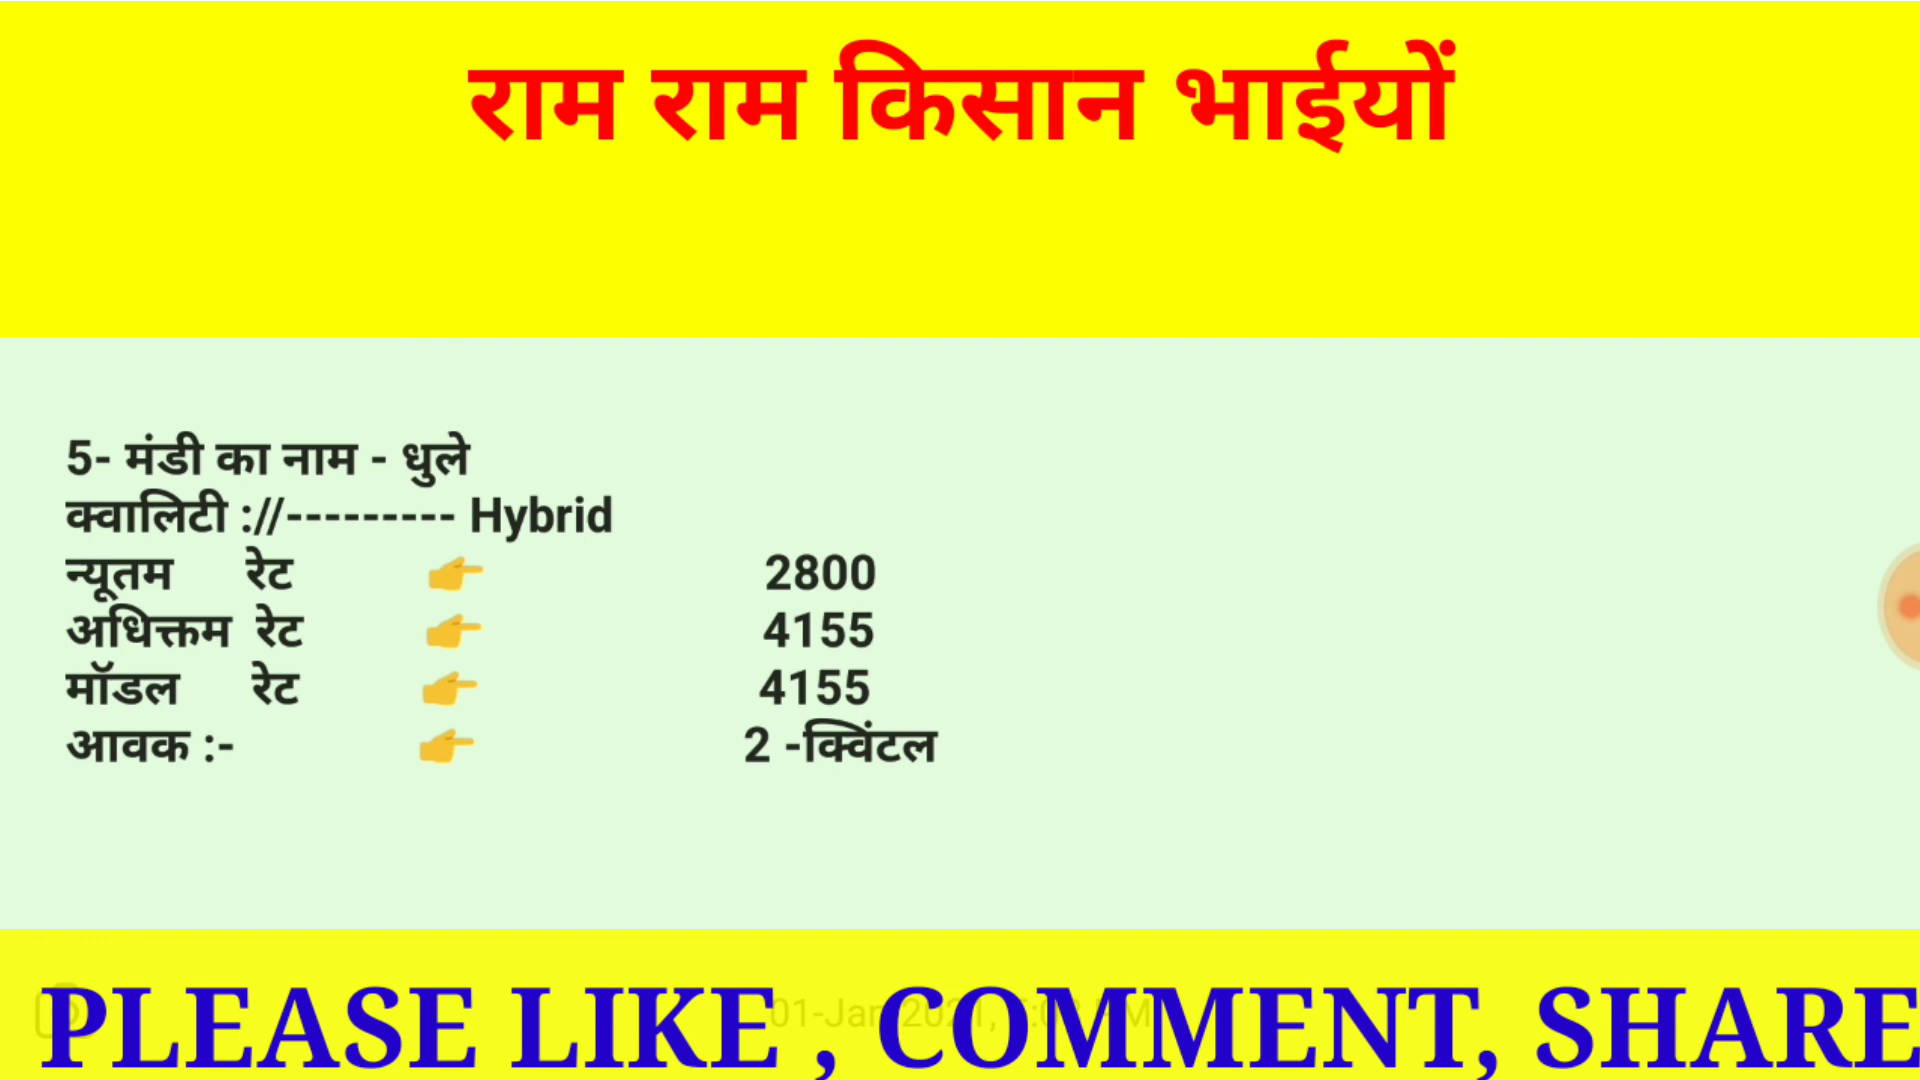 राम राम किसान भाईयों
5- मंडी का नाम - धुले
क्वालिटी ://--------- Hybrid
न्यूतम रेट 👉 2800
अधिक्तम रेट 👉 4155
मॉडल रेट 👉 4155
आवक :- 👉 2 -क्विंटल
PLEASE LIKE , COMMENT, SHARE